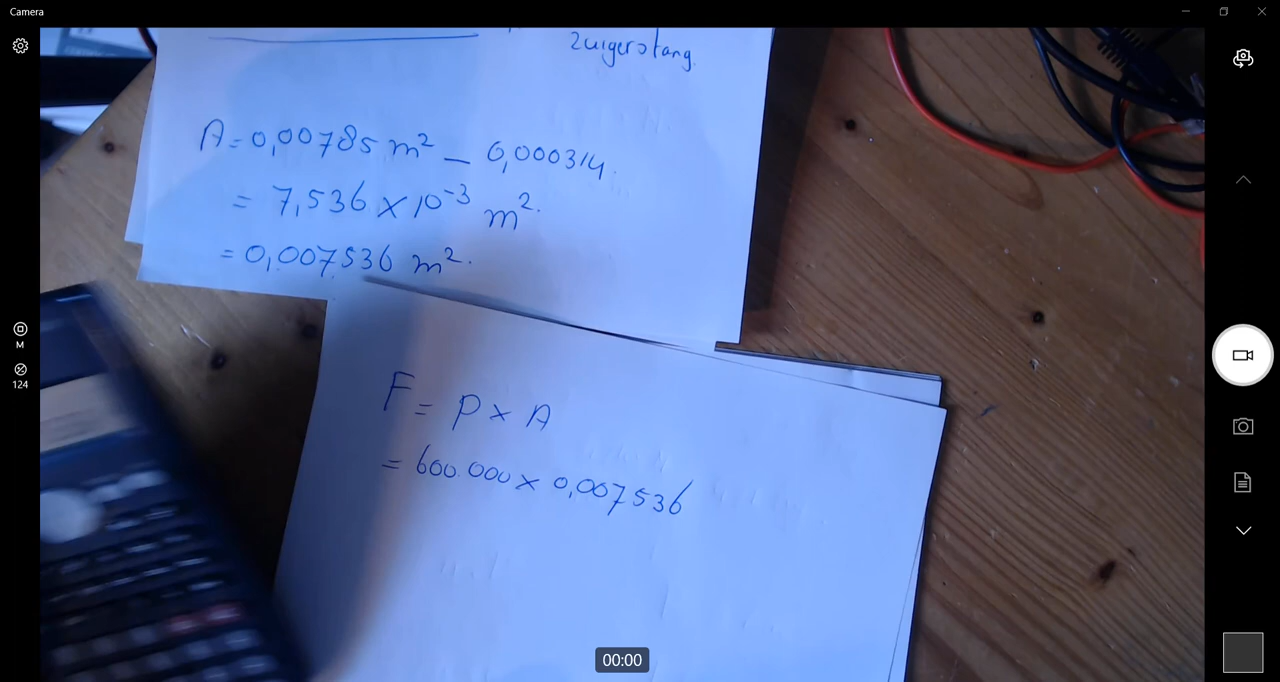 Camera
zuigerstang.
A = 0,00785 m² – 0,000314
= 7,536 × 10⁻³ m².
= 0,007536 m².
F = p × A
= 600.000 × 0,007536
M
124
00:00